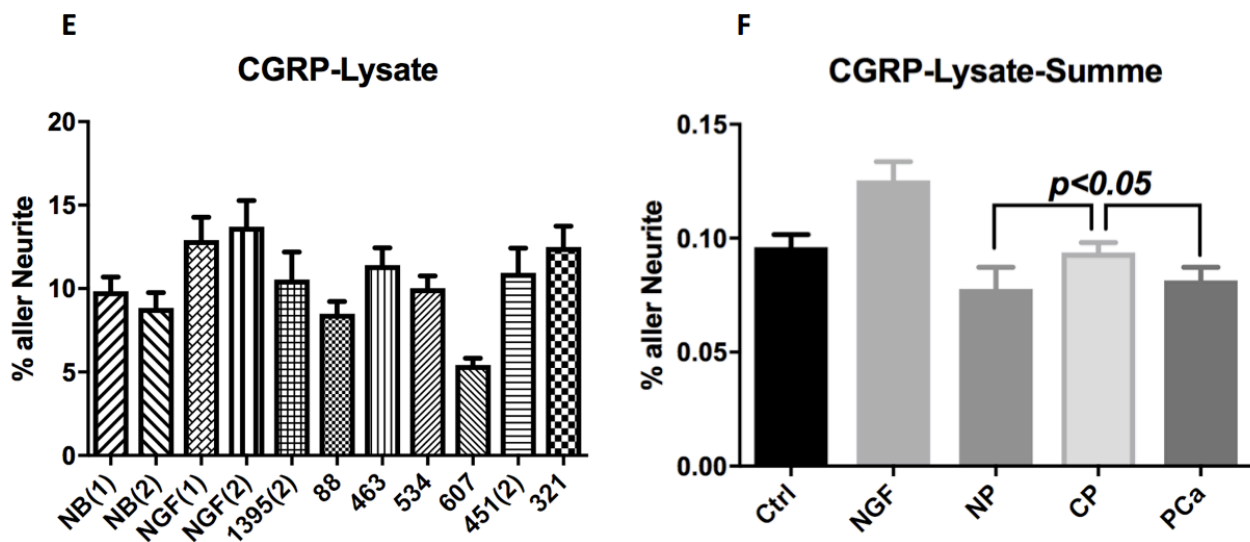 E
CGRP-Lysate
% aller Neurite
20
15
10
5
0
NB(1)
NB(2)
NGF(1)
NGF(2)
1395(2)
88
463
534
607
451(2)
321
F
CGRP-Lysate-Summe
% aller Neurite
0.15
0.10
0.05
0.00
p<0.05
Ctrl
NGF
NP
CP
PCa